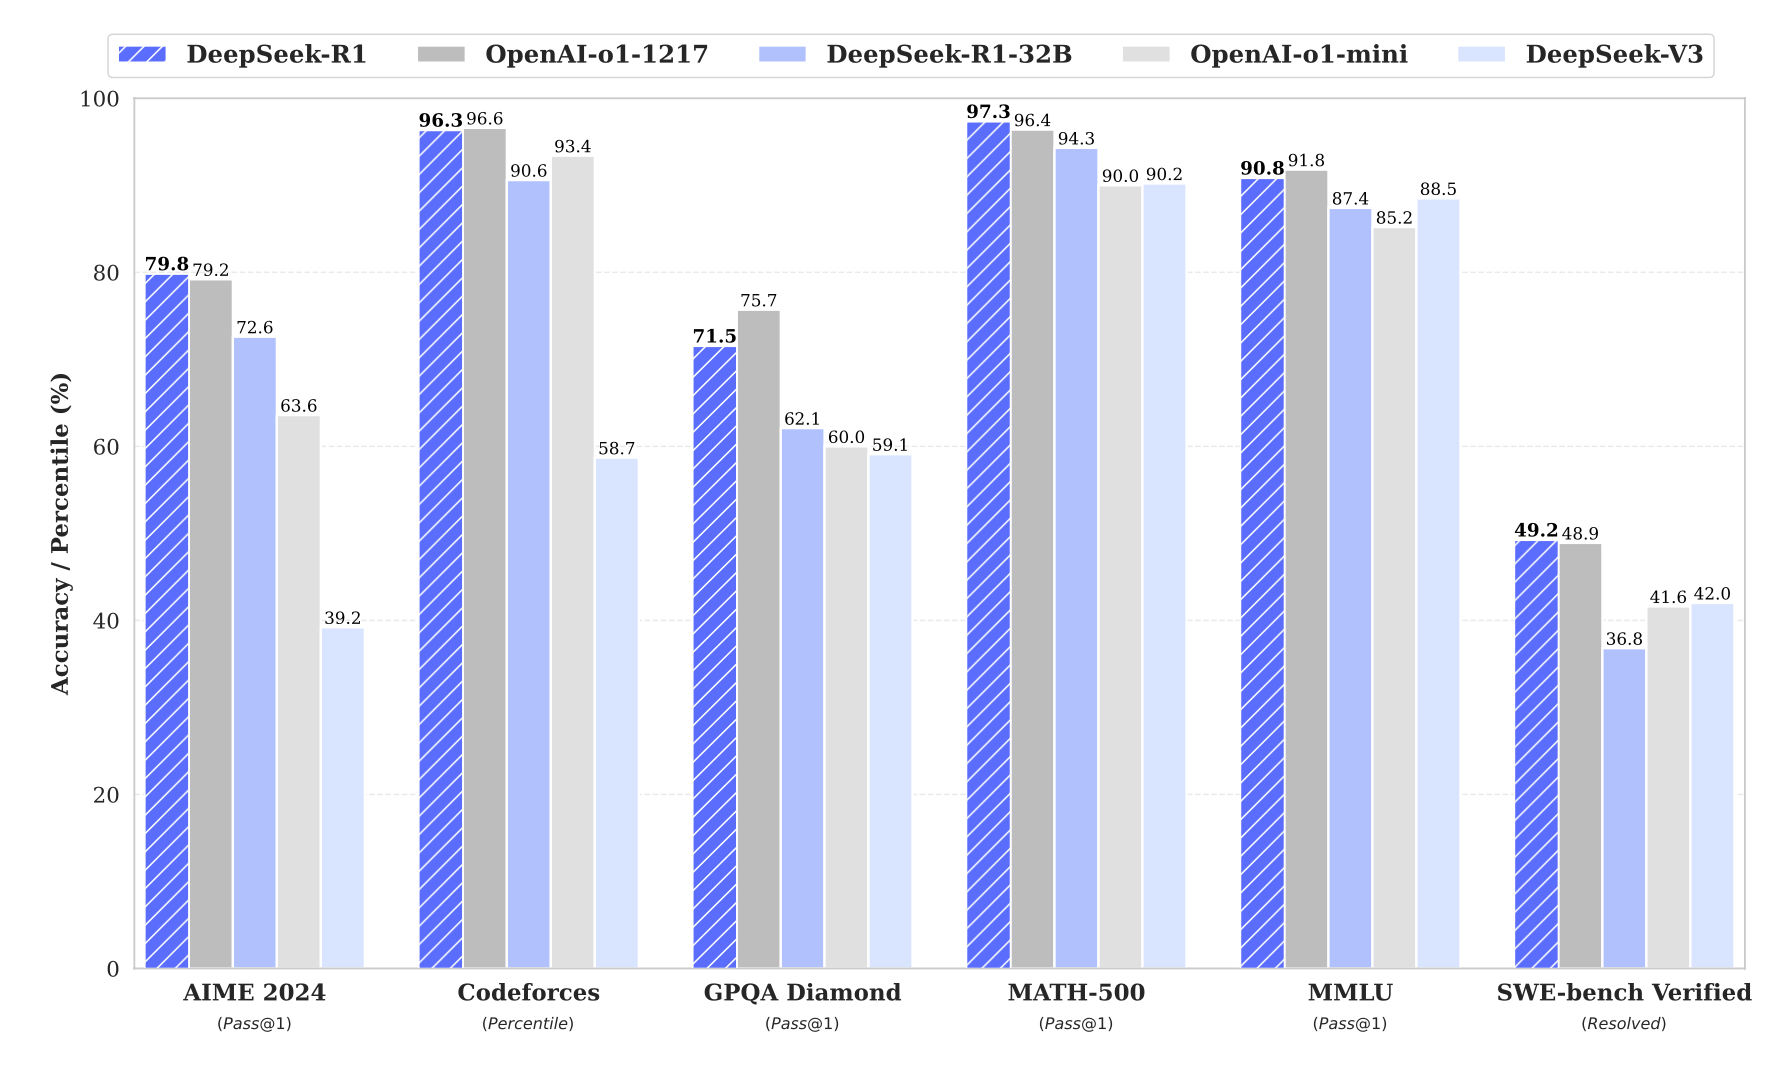 DeepSeek-R1 OpenAI-o1-1217 DeepSeek-R1-32B OpenAI-o1-mini DeepSeek-V3
Accuracy / Percentile (%)
100
80
60
40
20
0
79.8 79.2 72.6 63.6 39.2
96.3 96.6 90.6 93.4 58.7
71.5 75.7 62.1 60.0 59.1
97.3 96.4 94.3 90.0 90.2
90.8 91.8 87.4 85.2 88.5
49.2 48.9 36.8 41.6 42.0
AIME 2024 Codeforces GPQA Diamond MATH-500 MMLU SWE-bench Verified
(Pass@1) (Percentile) (Pass@1) (Pass@1) (Pass@1) (Resolved)